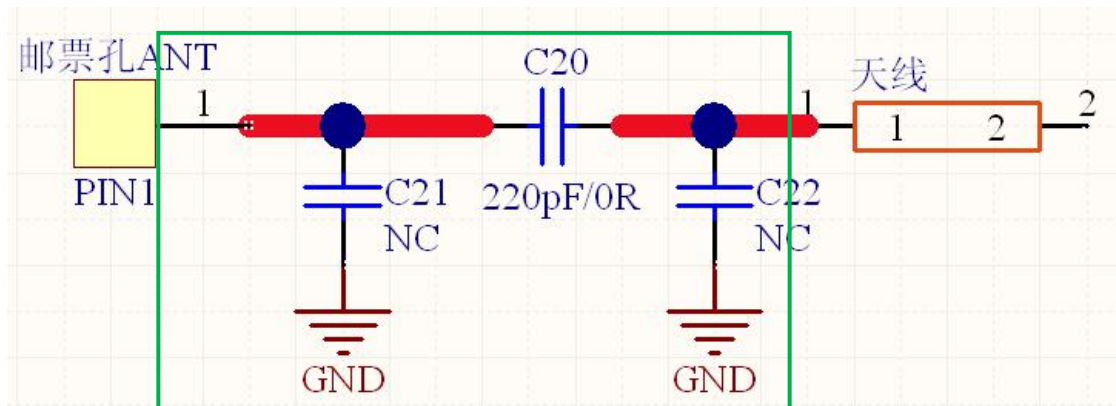 邮票孔ANT
C20
天线
1
1
1
2
2
PIN1
C21
220pF/0R
C22
NC
NC
GND
GND